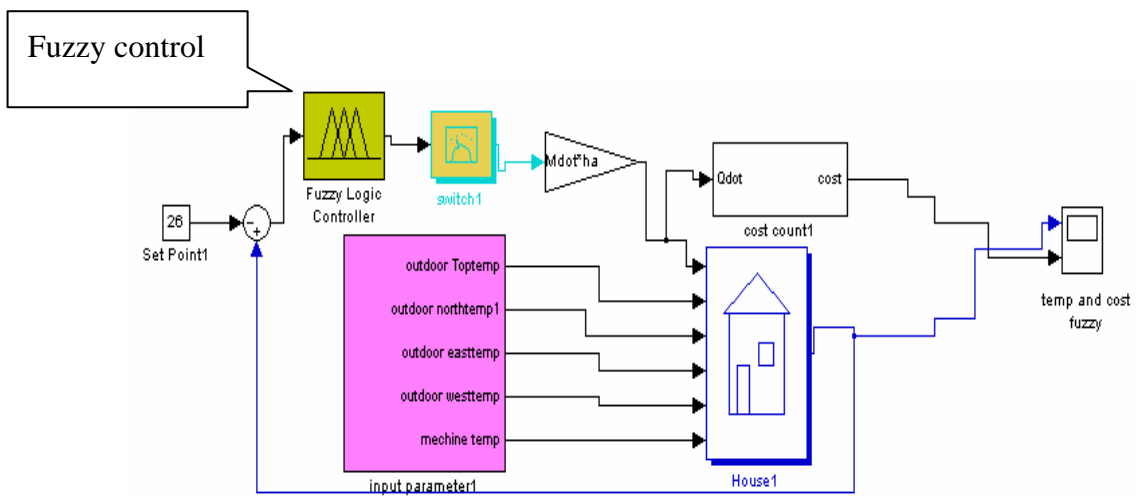 Fuzzy control
Fuzzy Logic
Controller
switch1
Mdot*ha
Qdot
cost
cost count1
26
Set Point1
-
+
outdoor Toptemp
outdoor northtemp1
outdoor easttemp
outdoor westtemp
mechine temp
input parameter1
House1
temp and cost
fuzzy